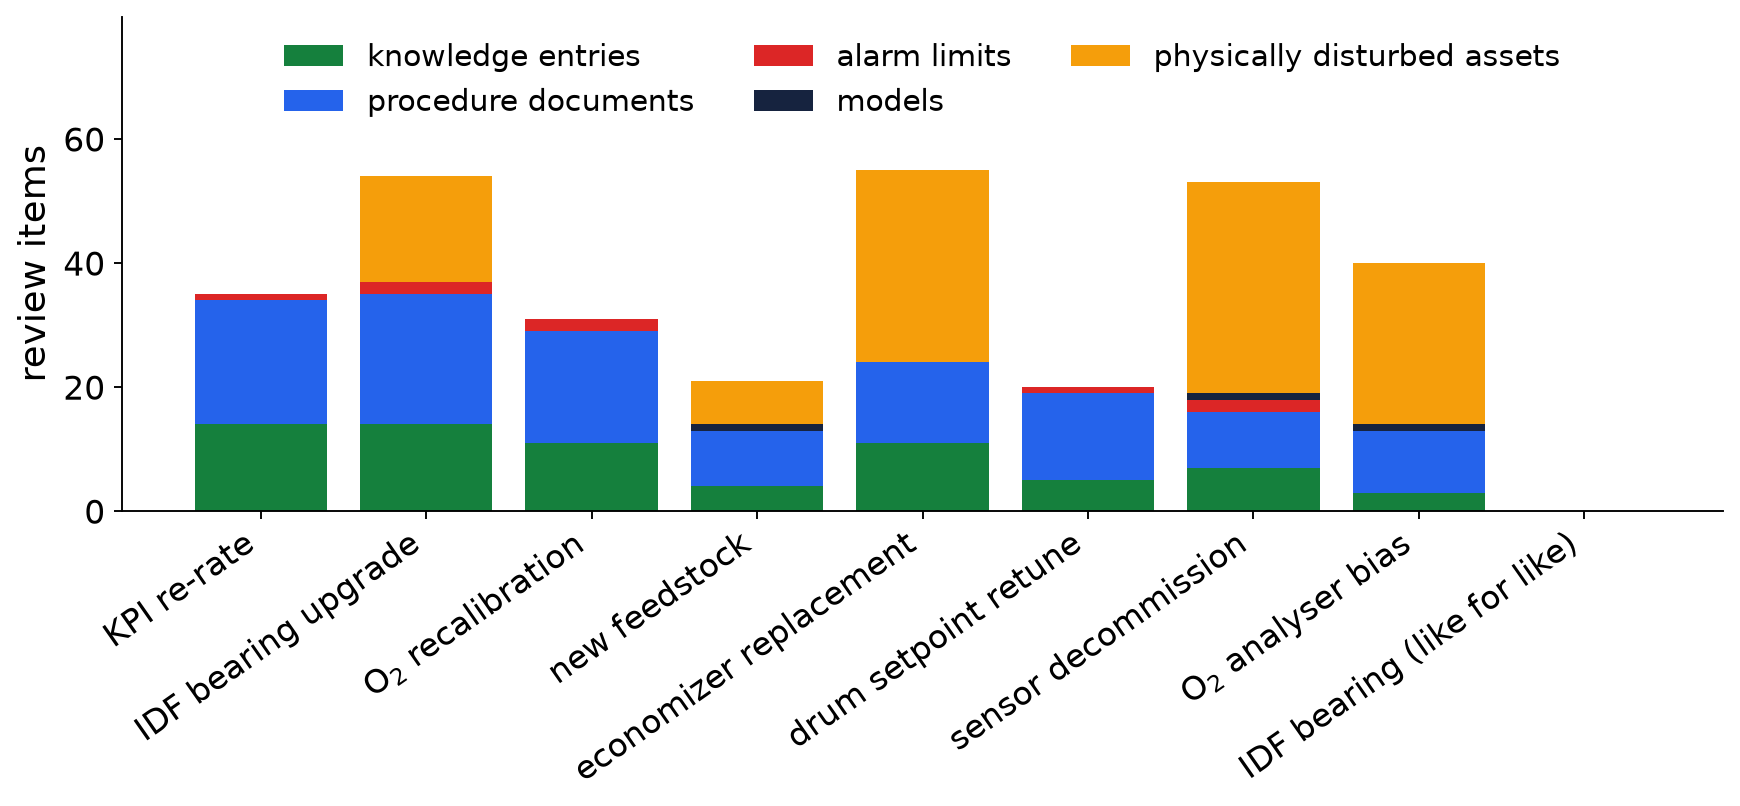 knowledge entries
procedure documents
alarm limits
models
physically disturbed assets
review items
60
40
20
0
KPI re-rate
IDF bearing upgrade
O₂ recalibration
new feedstock
economizer replacement
drum setpoint retune
sensor decommission
O₂ analyser bias
IDF bearing (like for like)